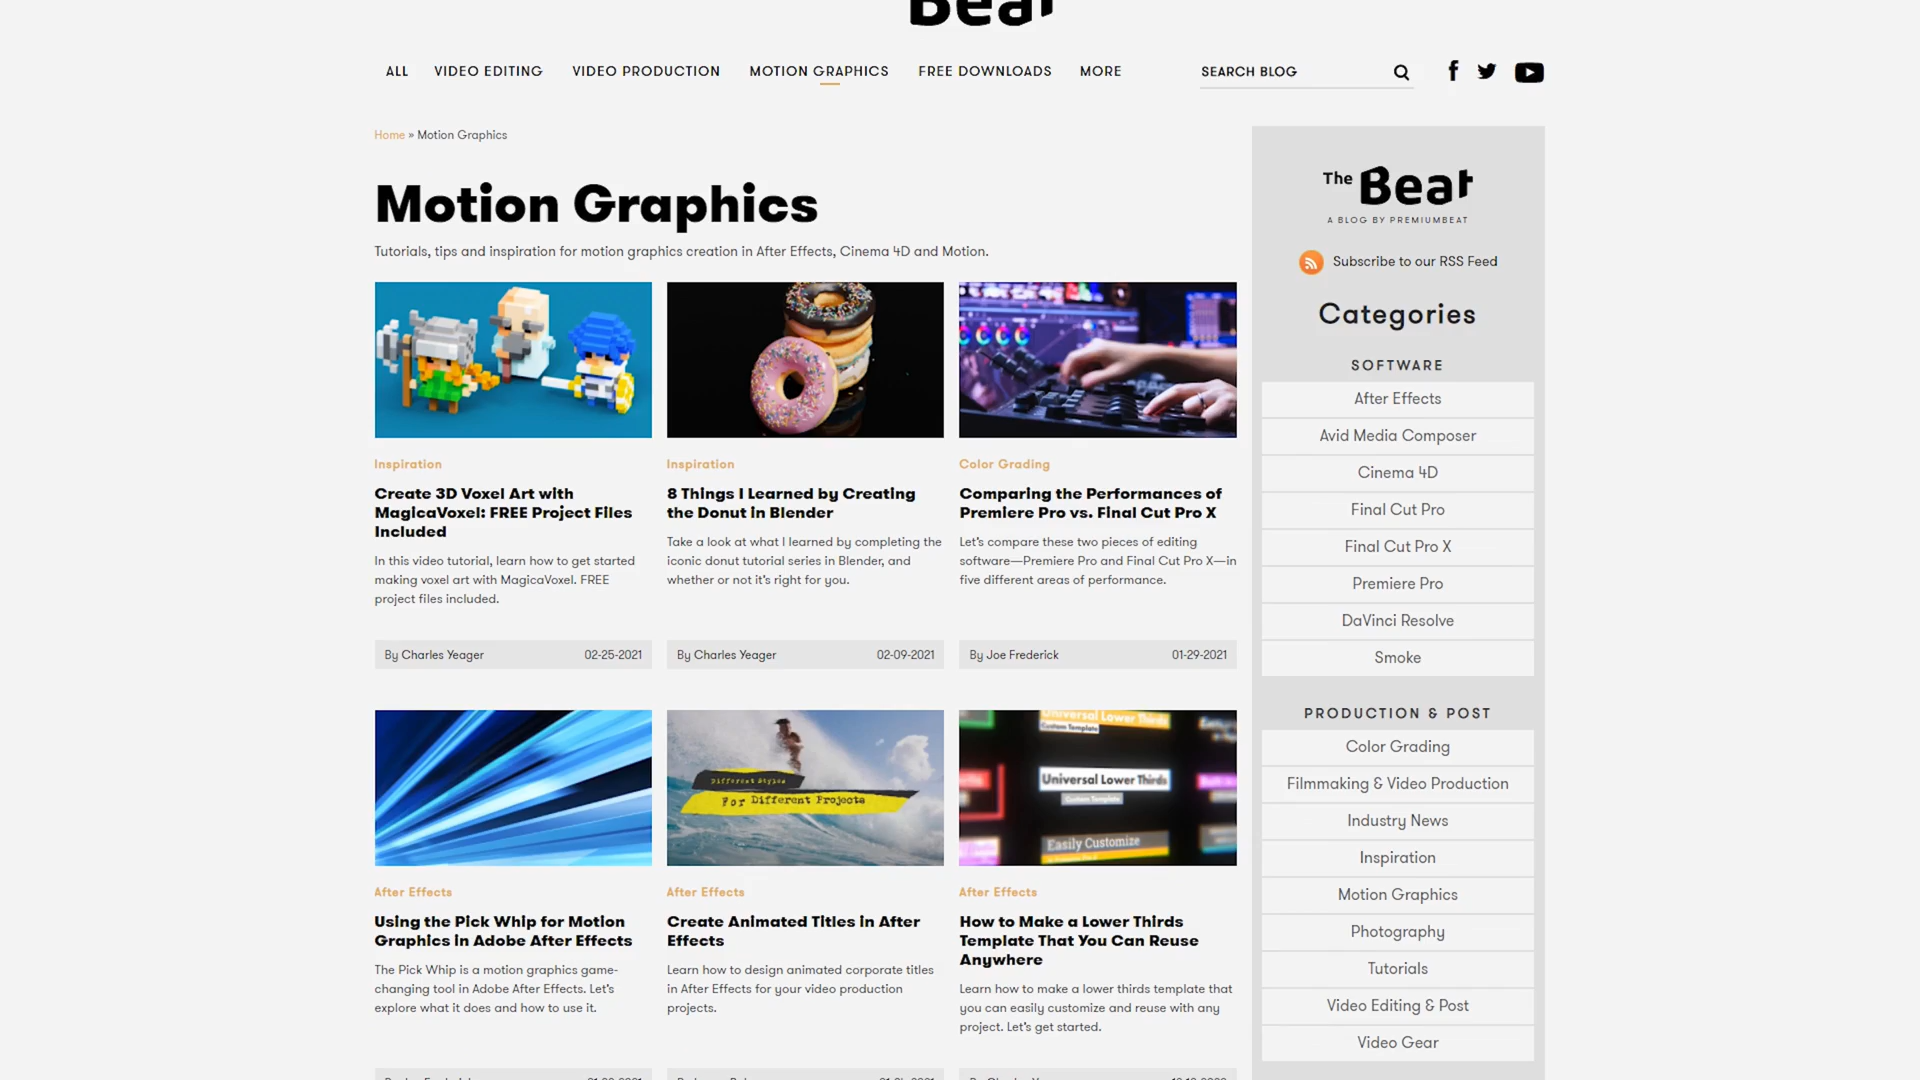 Beat
ALL VIDEO EDITING VIDEO PRODUCTION MOTION GRAPHICS FREE DOWNLOADS MORE SEARCH BLOG
Home » Motion Graphics
Motion Graphics
Tutorials, tips and inspiration for motion graphics creation in After Effects, Cinema 4D and Motion.
Inspiration
Create 3D Voxel Art with
MagicaVoxel: FREE Project Files
Included
In this video tutorial, learn how to get started
making voxel art with MagicaVoxel. FREE
project files included.
By Charles Yeager 02-25-2021
Inspiration
8 Things I Learned by Creating
the Donut in Blender
Take a look at what I learned by completing the
iconic donut tutorial series in Blender, and
whether or not it's right for you.
By Charles Yeager 02-09-2021
Color Grading
Comparing the Performances of
Premiere Pro vs. Final Cut Pro X
Let's compare these two pieces of editing
software—Premiere Pro and Final Cut Pro X—in
five different areas of performance.
By Joe Frederick 01-29-2021
After Effects
Using the Pick Whip for Motion
Graphics in Adobe After Effects
The Pick Whip is a motion graphics game-
changing tool in Adobe After Effects. Let's
explore what it does and how to use it.
Different Styles
For Different Projects
After Effects
Create Animated Titles in After
Effects
Learn how to design animated corporate titles
in After Effects for your video production
projects.
Universal Lower Thirds
Custom Template
Universal Lower Thirds
Custom Template
Easily Customize
After Effects
How to Make a Lower Thirds
Template That You Can Reuse
Anywhere
Learn how to make a lower thirds template that
you can easily customize and reuse with any
project. Let's get started.
The Beat
A BLOG BY PREMIUMBEAT
Subscribe to our RSS Feed
Categories
SOFTWARE
After Effects
Avid Media Composer
Cinema 4D
Final Cut Pro
Final Cut Pro X
Premiere Pro
DaVinci Resolve
Smoke
PRODUCTION & POST
Color Grading
Filmmaking & Video Production
Industry News
Inspiration
Motion Graphics
Photography
Tutorials
Video Editing & Post
Video Gear